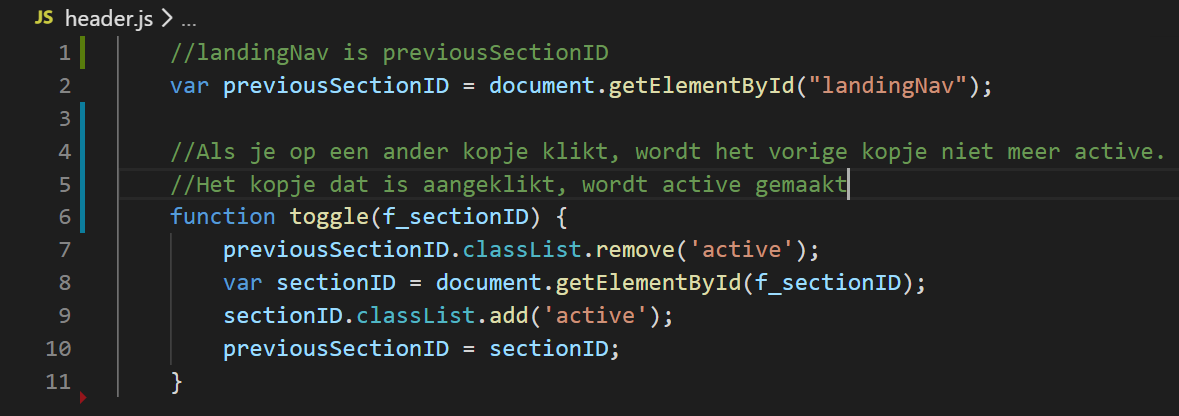 JS header.js > ...
1 //landingNav is previousSectionID
2 var previousSectionID = document.getElementById("landingNav");
3
4 //Als je op een ander kopje klikt, wordt het vorige kopje niet meer active.
5 //Het kopje dat is aangeklikt, wordt active gemaakt
6 function toggle(f_sectionID) {
7 previousSectionID.classList.remove('active');
8 var sectionID = document.getElementById(f_sectionID);
9 sectionID.classList.add('active');
10 previousSectionID = sectionID;
11 }